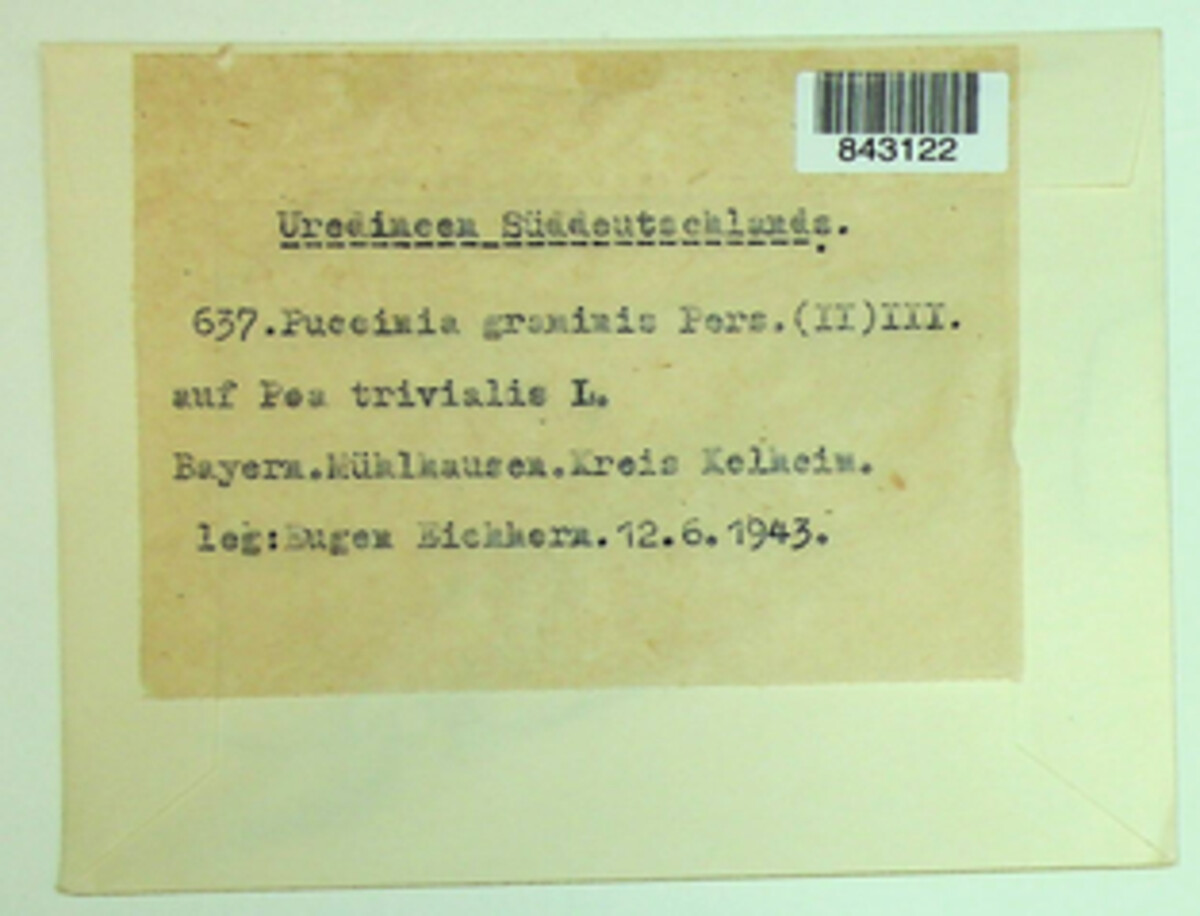 843122
Uredineen Süddeutschlands.
637.Puccinia graminis Pers.(II)III.
auf Poa trivialis L.
Bayern.Mühlhausen.Kreis Kelheim.
leg:Eugen Eichhorn.12.6.1943.